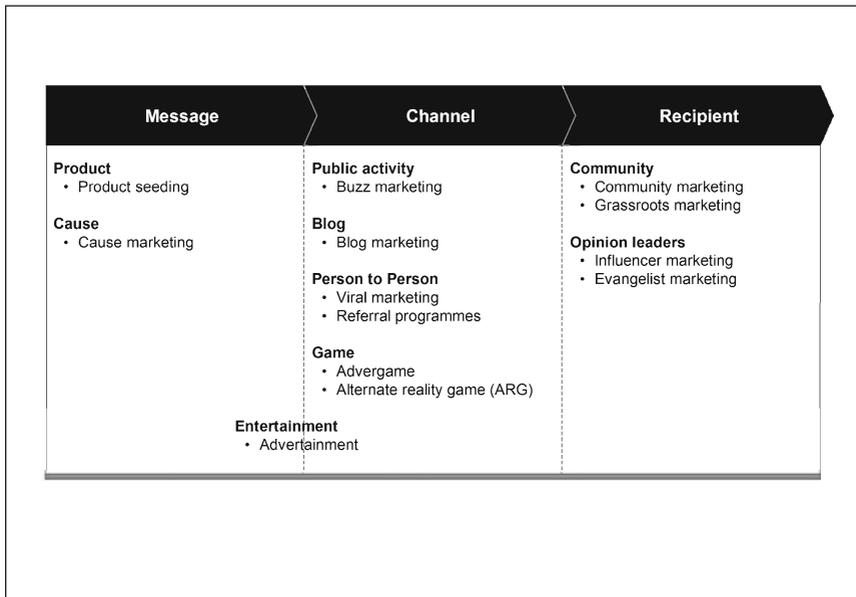 Message
Channel
Recipient
Product
• Product seeding
Cause
• Cause marketing
Public activity
• Buzz marketing
Blog
• Blog marketing
Person to Person
• Viral marketing
• Referral programmes
Game
• Advergame
• Alternate reality game (ARG)
Entertainment
• Advertainment
Community
• Community marketing
• Grassroots marketing
Opinion leaders
• Influencer marketing
• Evangelist marketing